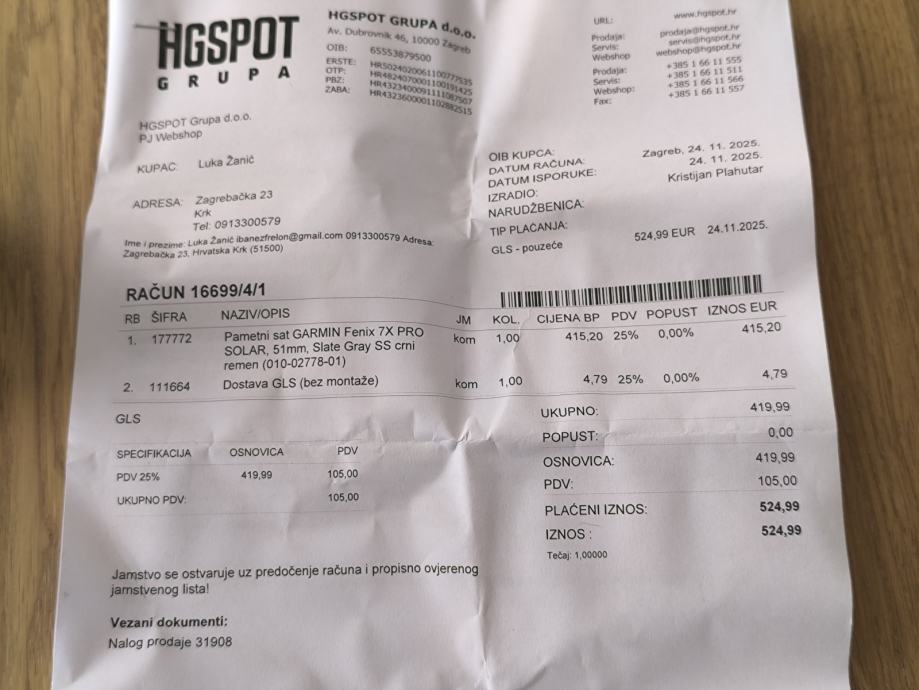 HGSPOT
GRUPA
HGSPOT GRUPA d.o.o.
Av. Dubrovnik 46, 10000 Zagreb
OIB: 65553879500
ERSTE: HR5024020061100777535
OTP: HR4824070001100191425
PBZ: HR4323400091111087507
ZABA: HR4323600001102882515
URL: www.hgspot.hr
Prodaja: prodaja@hgspot.hr
Servis: servis@hgspot.hr
Webshop webshop@hgspot.hr
Prodaja: +385 1 66 11 555
Servis: +385 1 66 11 511
Webshop: +385 1 66 11 566
Fax: +385 1 66 11 557
HGSPOT Grupa d.o.o.
PJ Webshop
KUPAC: Luka Žanić
ADRESA: Zagrebačka 23
Krk
Tel: 0913300579
Ime i prezime: Luka Žanić ibanezfrelon@gmail.com 0913300579 Adresa:
Zagrebačka 23, Hrvatska Krk (51500)
OIB KUPCA:
DATUM RAČUNA: Zagreb, 24. 11. 2025.
DATUM ISPORUKE: 24. 11. 2025.
IZRADIO: Kristijan Plahutar
NARUDŽBENICA:
TIP PLAĆANJA:
GLS - pouzeće 524,99 EUR 24.11.2025.
RAČUN 16699/4/1
RB ŠIFRA NAZIV/OPIS JM KOL. CIJENA BP PDV POPUST IZNOS EUR
1. 177772 Pametni sat GARMIN Fenix 7X PRO kom 1,00 415,20 25% 0,00% 415,20
SOLAR, 51mm, Slate Gray SS crni
remen (010-02778-01)
2. 111664 Dostava GLS (bez montaže) kom 1,00 4,79 25% 0,00% 4,79
GLS
UKUPNO: 419,99
POPUST: 0,00
OSNOVICA: 419,99
PDV: 105,00
PLAĆENI IZNOS: 524,99
IZNOS : 524,99
Tečaj: 1,00000
SPECIFIKACIJA OSNOVICA PDV
PDV 25% 419,99 105,00
UKUPNO PDV: 105,00
Jamstvo se ostvaruje uz predočenje računa i propisno ovjerenog
jamstvenog lista!
Vezani dokumenti:
Nalog prodaje 31908